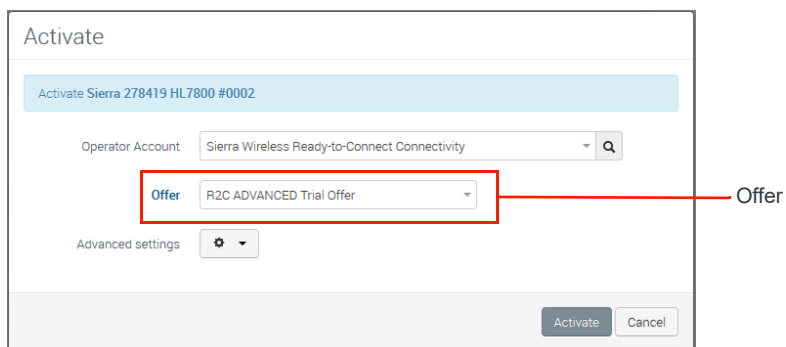 Activate
Activate Sierra 278419 HL7800 #0002
Operator Account Sierra Wireless Ready-to-Connect Connectivity
Offer R2C ADVANCED Trial Offer
Offer
Advanced settings
Activate Cancel